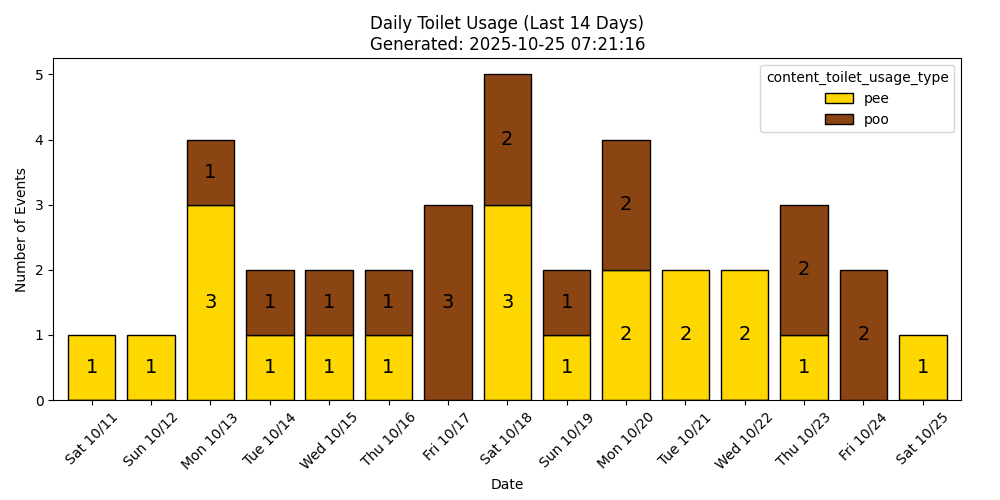 Daily Toilet Usage (Last 14 Days)
Generated: 2025-10-25 07:21:16
content_toilet_usage_type
pee
poo
Number of Events
5
4
3
2
1
0
2
1
2
2
1
1
1
3
1
2
3
3
1
1
1
1
1
1
1
3
1
2
2
2
1
2
1
Sat 10/11
Sun 10/12
Mon 10/13
Tue 10/14
Wed 10/15
Thu 10/16
Fri 10/17
Sat 10/18
Sun 10/19
Mon 10/20
Tue 10/21
Wed 10/22
Thu 10/23
Fri 10/24
Sat 10/25
Date